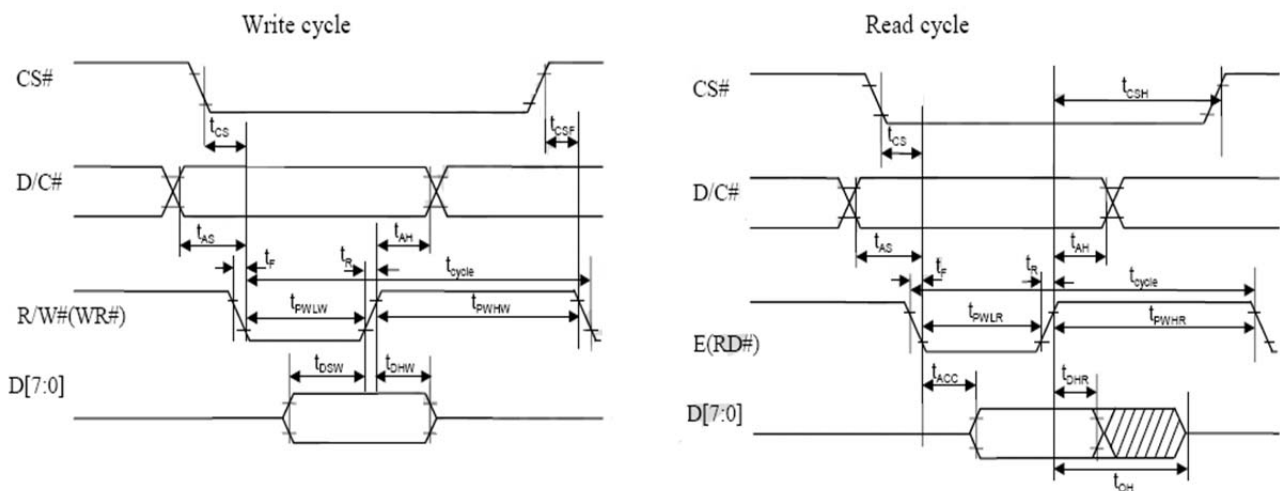 Write cycle
CS#
tCS
tCSF
D/C#
tAS
tAH
tF
tR
tcycle
R/W#(WR#)
tPWLW
tPWHW
tDSW
tDHW
D[7:0]
Read cycle
CS#
tCSH
tCS
D/C#
tAS
tAH
tF
tR
tcycle
E(RD#)
tPWLR
tPWHR
tACC
tDHR
D[7:0]
tOH